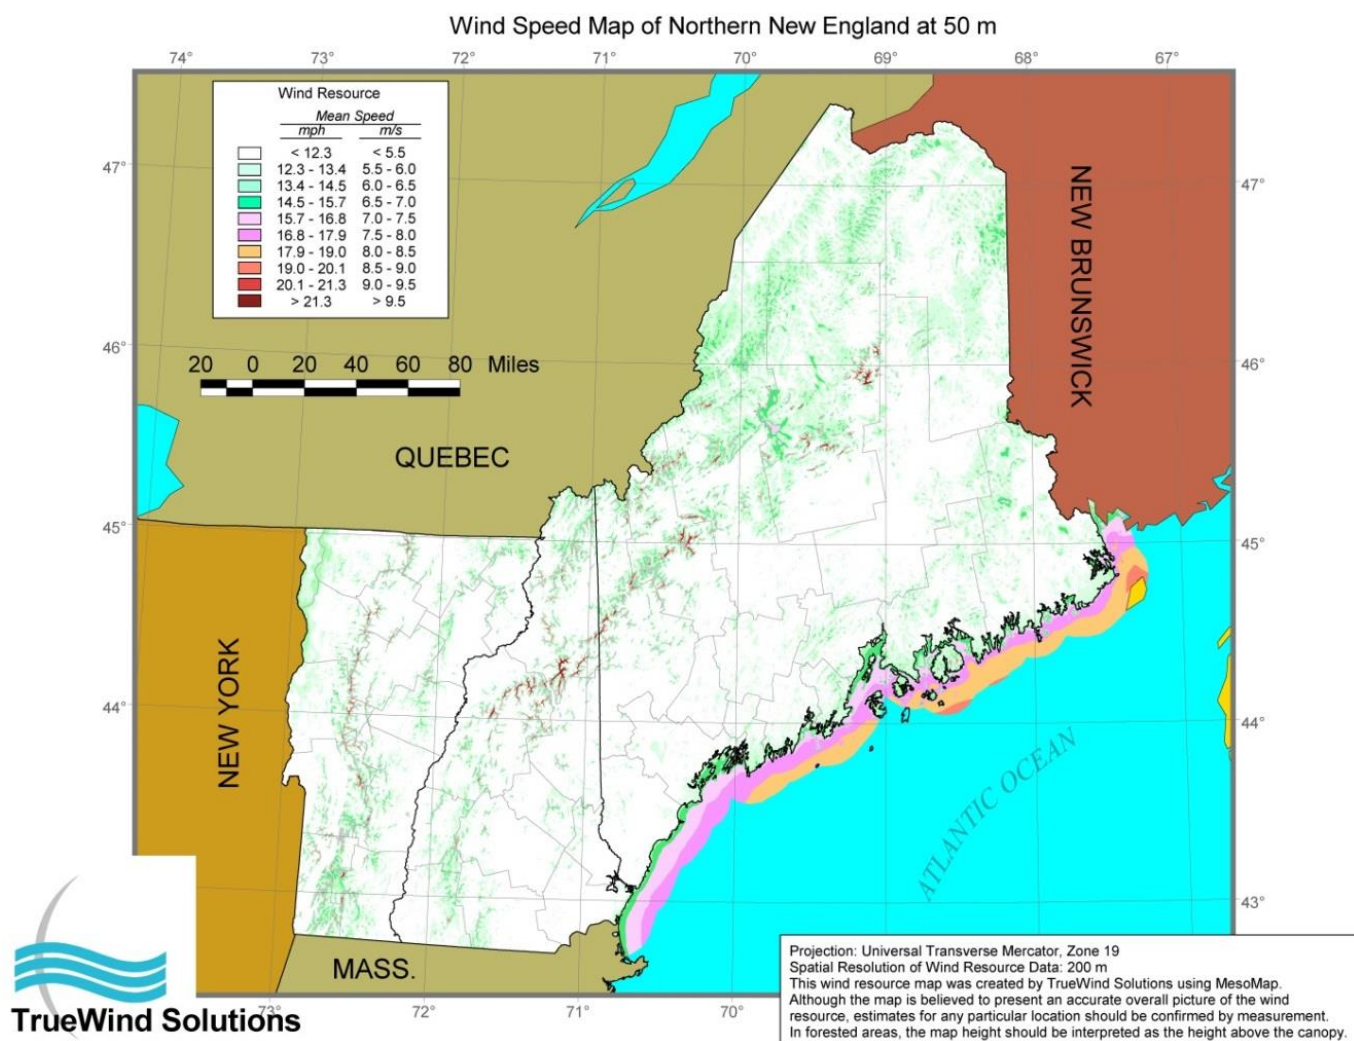 Wind Speed Map of Northern New England at 50 m
74° 73° 72° 71° 70° 69° 68° 67°
Wind Resource
Mean Speed
mph m/s
< 12.3 < 5.5
12.3 - 13.4 5.5 - 6.0
13.4 - 14.5 6.0 - 6.5
14.5 - 15.7 6.5 - 7.0
15.7 - 16.8 7.0 - 7.5
16.8 - 17.9 7.5 - 8.0
17.9 - 19.0 8.0 - 8.5
19.0 - 20.1 8.5 - 9.0
20.1 - 21.3 9.0 - 9.5
> 21.3 > 9.5
47° 47°
NEW BRUNSWICK
46° 46°
20 0 20 40 60 80 Miles
QUEBEC
45° 45°
NEW YORK
44° 44°
ATLANTIC OCEAN
43°
MASS.
72° 71° 70°
TrueWind Solutions
Projection: Universal Transverse Mercator, Zone 19
Spatial Resolution of Wind Resource Data: 200 m
This wind resource map was created by TrueWind Solutions using MesoMap.
Although the map is believed to present an accurate overall picture of the wind
resource, estimates for any particular location should be confirmed by measurement.
In forested areas, the map height should be interpreted as the height above the canopy.